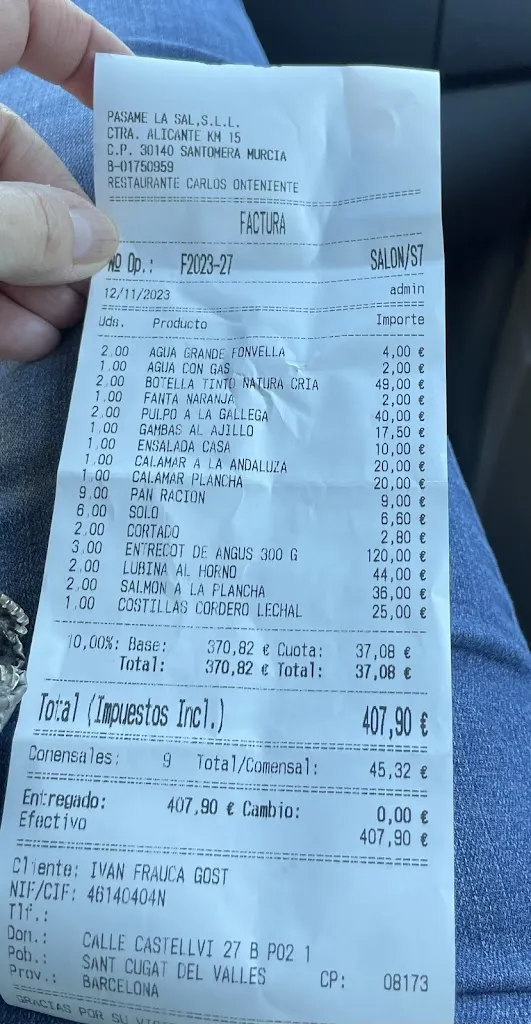 PASAME LA SAL,S.L.L.
CTRA. ALICANTE KM 15
C.P. 30140 SANTOMERA MURCIA
B-01750959
RESTAURANTE CARLOS ONTENIENTE
FACTURA
Nº Op.: F2023-27 SALON/S7
12/11/2023 admin
Uds. Producto Importe
2.00 AGUA GRANDE FONVELLA 4,00 €
1.00 AGUA CON GAS 2,00 €
2.00 BOTELLA TINTO NATURA CRIA 49,00 €
1.00 FANTA NARANJA 2,00 €
2.00 PULPO A LA GALLEGA 40,00 €
1.00 GAMBAS AL AJILLO 17,50 €
1.00 ENSALADA CASA 10,00 €
1.00 CALAMAR A LA ANDALUZA 20,00 €
1.00 CALAMAR PLANCHA 20,00 €
9.00 PAN RACION 9,00 €
6.00 SOLO 6,60 €
2.00 CORTADO 2,80 €
3.00 ENTRECOT DE ANGUS 300 G 120,00 €
2.00 LUBINA AL HORNO 44,00 €
2.00 SALMON A LA PLANCHA 36,00 €
1.00 COSTILLAS CORDERO LECHAL 25,00 €
10,00%: Base: 370,82 € Cuota: 37,08 €
Total: 370,82 € Total: 37,08 €
Total (Impuestos Incl.) 407,90 €
Comensales: 9 Total/Comensal: 45,32 €
Entregado: 407,90 € Cambio: 0,00 €
Efectivo 407,90 €
Cliente: IVAN FRAUCA GOST
NIF/CIF: 46140404N
Tlf.:
Dom.: CALLE CASTELLVI 27 B P02 1
Pob.: SANT CUGAT DEL VALLES CP: 08173
Prov.: BARCELONA
GRACIAS POR SU